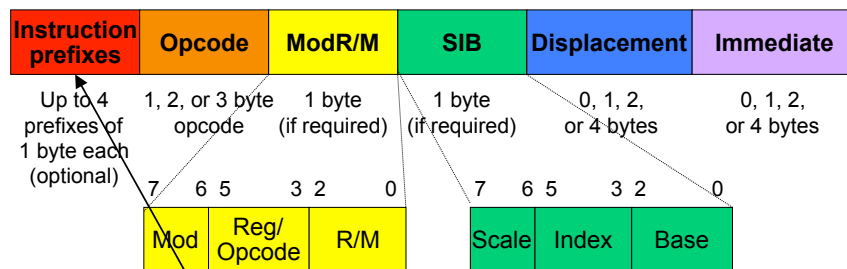 Instruction prefixes Opcode ModR/M SIB Displacement Immediate
Up to 4 prefixes of 1 byte each (optional)
1, 2, or 3 byte opcode
1 byte (if required)
1 byte (if required)
0, 1, 2, or 4 bytes
0, 1, 2, or 4 bytes
7 6 5 3 2 0
7 6 5 3 2 0
Mod Reg/Opcode R/M
Scale Index Base